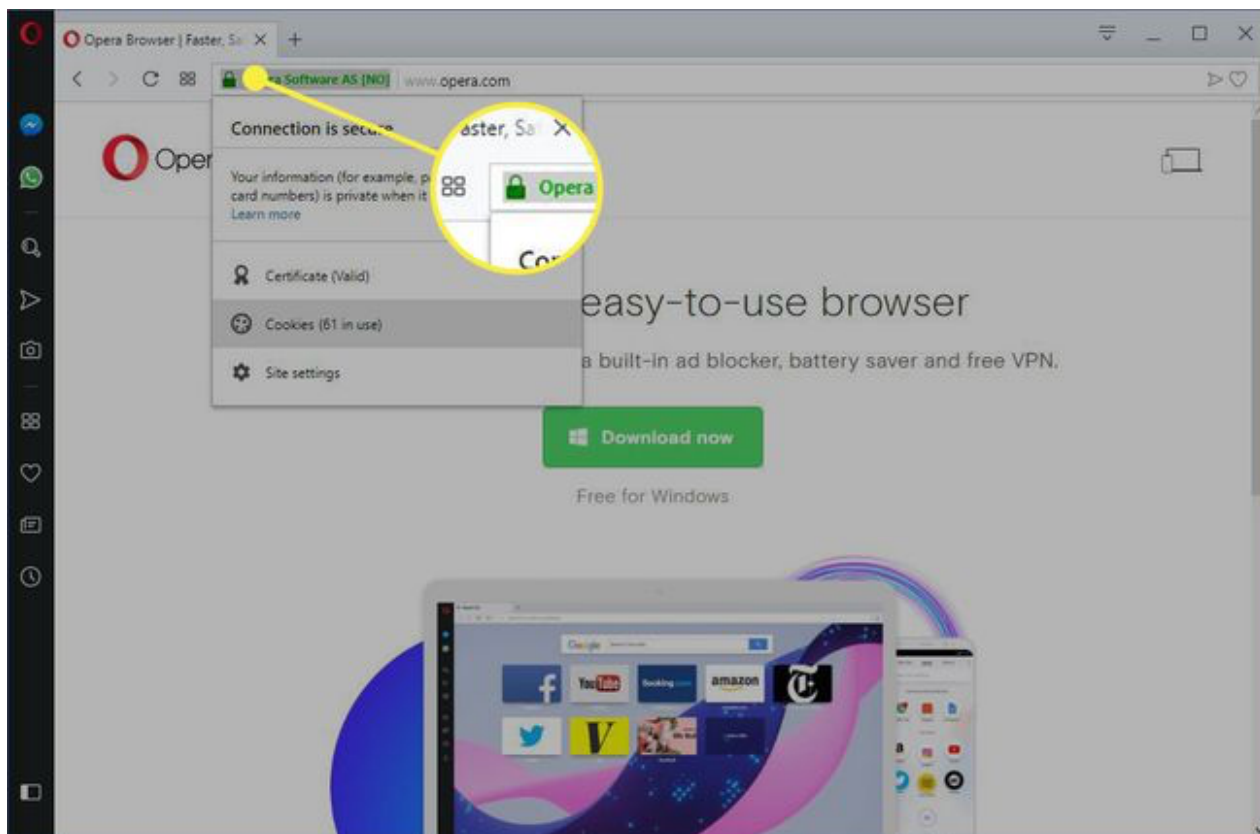 Opera Browser | Faster, Sa
Software AS [NO] www.opera.com
Connection is secure
aster, Sa
Opera
Oper
Your information (for example, p
card numbers) is private when it
Learn more
Co
Certificate (Valid)
easy-to-use browser
Cookies (61 in use)
a built-in ad blocker, battery saver and free VPN.
Site settings
Download now
Free for Windows
Google
f
YouTube
Booking.com
amazon
T
V